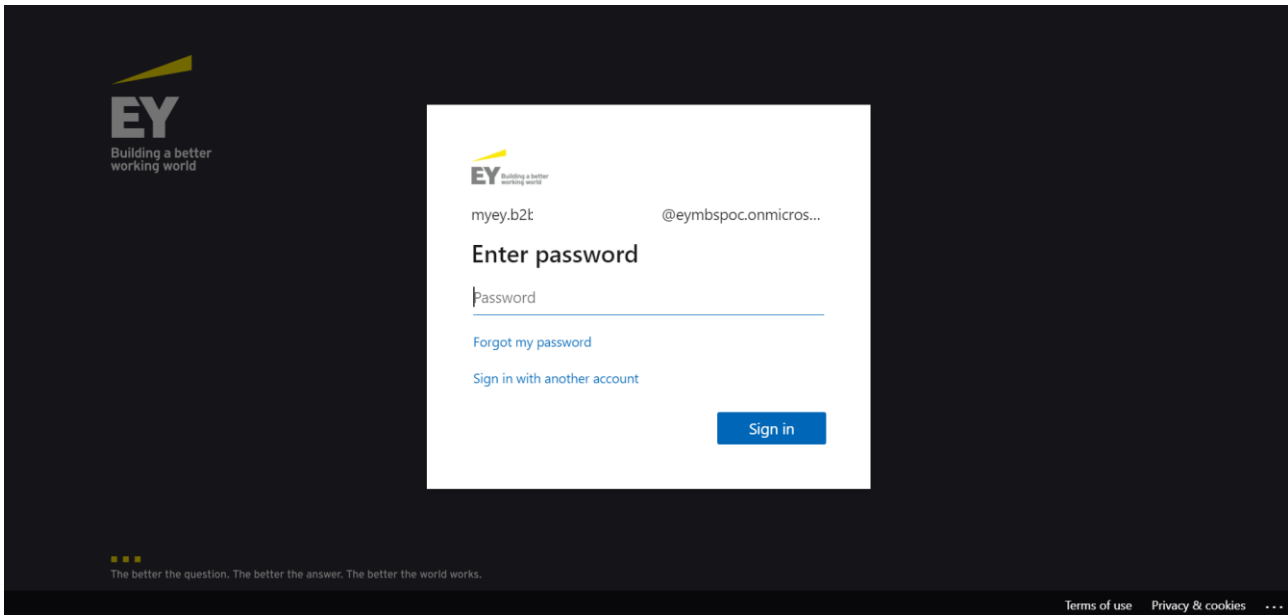 EY
Building a better
working world
EY Building a better
working world
myey.b2b @eymbspoc.onmicros...
Enter password
Password
Forgot my password
Sign in with another account
Sign in
The better the question. The better the answer. The better the world works.
Terms of use Privacy & cookies ...